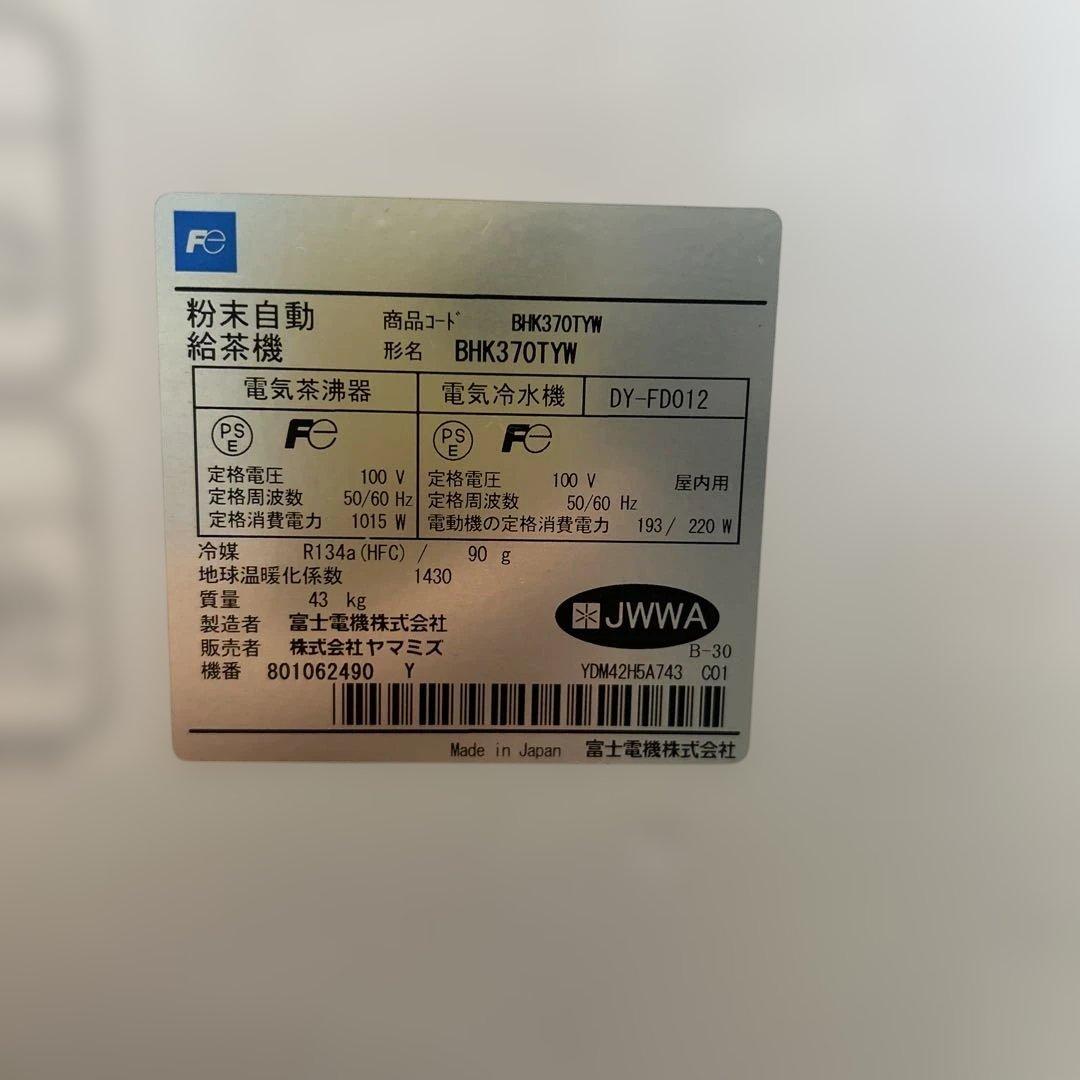 Fe
粉末自動
給茶機
商品コード BHK370TYW
形名 BHK370TYW
電気茶沸器 電気冷水機 DY-FD012
PSE Fe PSE Fe
定格電圧 100 V 定格電圧 100 V 屋内用
定格周波数 50/60 Hz 定格周波数 50/60 Hz
定格消費電力 1015 W 電動機の定格消費電力 193/ 220 W
冷媒 R134a(HFC) / 90 g
地球温暖化係数 1430
質量 43 kg
JWWA
製造者 富士電機株式会社
販売者 株式会社ヤマミズ B-30
機番 801062490 Y YDM42H5A743 C01
Made in Japan 富士電機株式会社